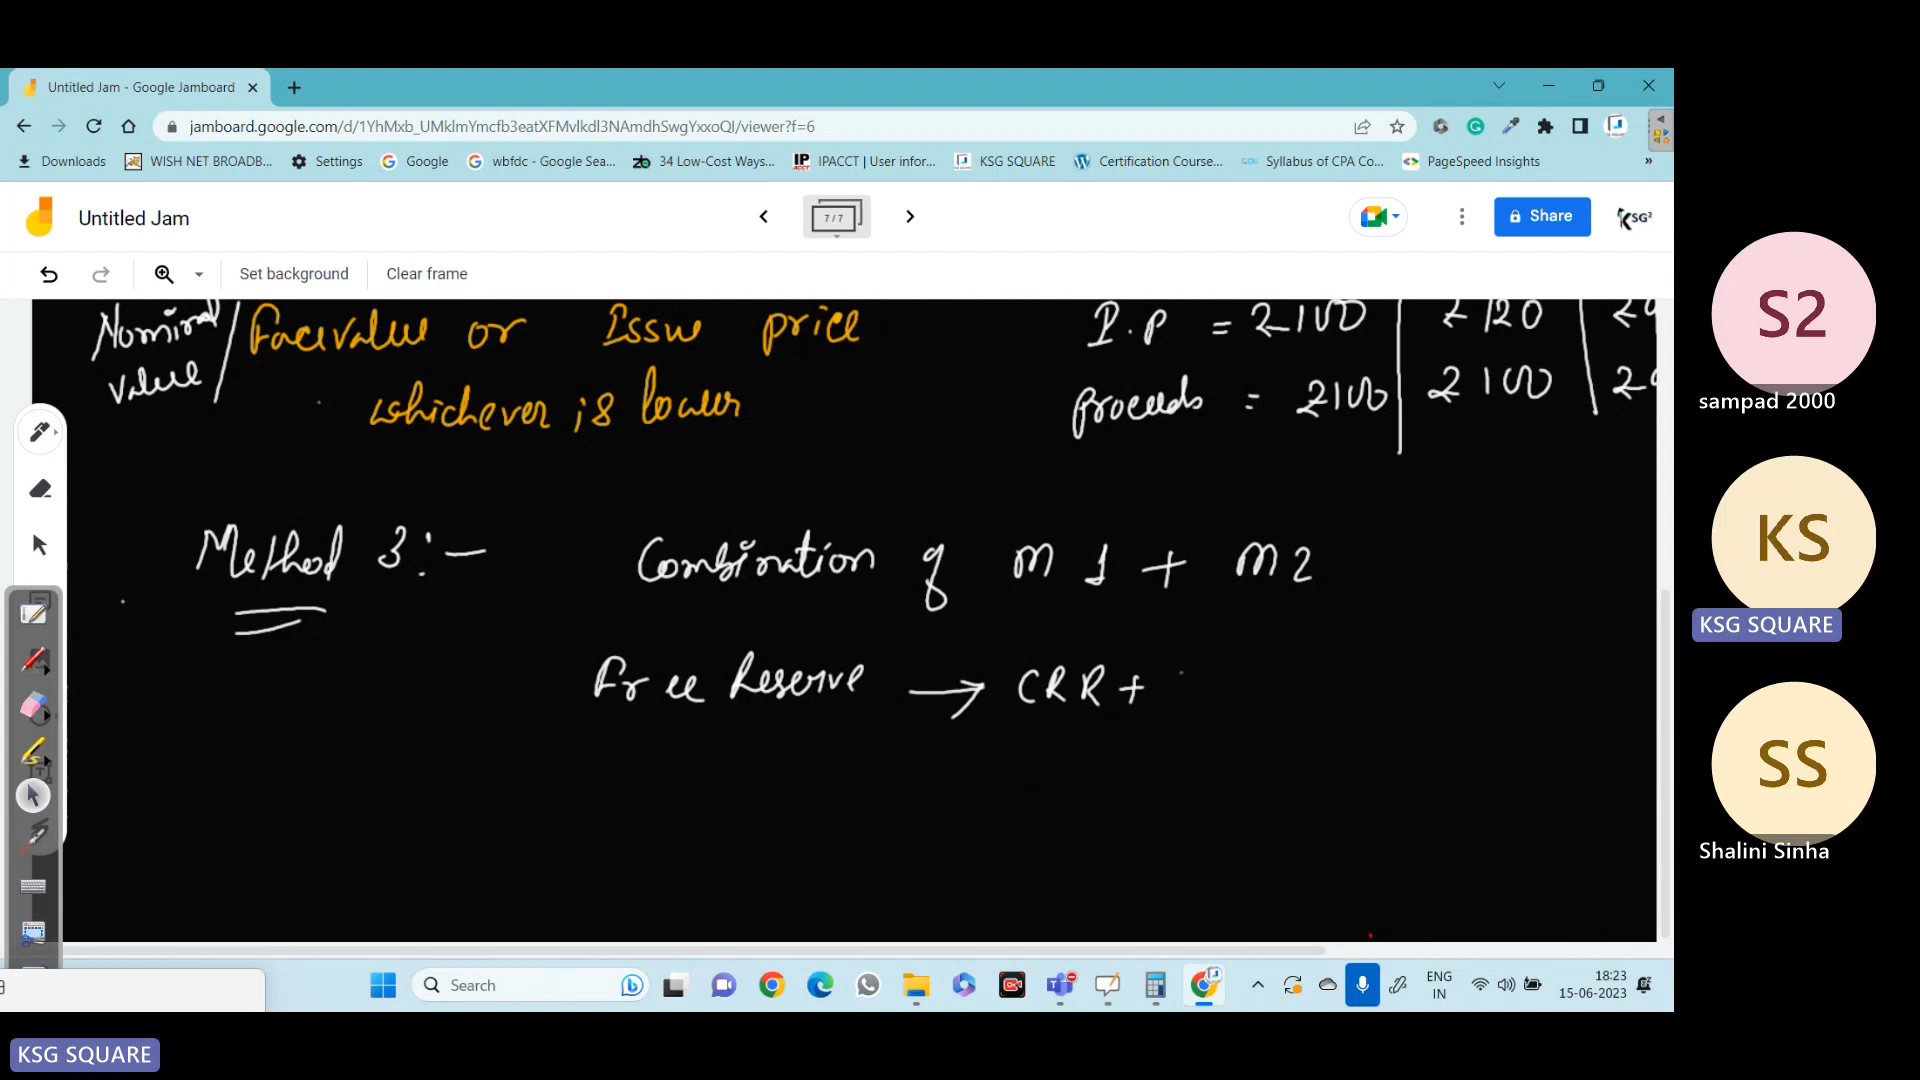 Untitled Jam - Google Jamboard
jamboard.google.com/d/1YhMxb_UMklmYmcfb3eatXFMvlkdl3NAmdhSwgYxxoQI/viewer?f=6
Downloads WISH NET BROADB... Settings Google wbfdc - Google Sea... 34 Low-Cost Ways... IPACCT | User infor... KSG SQUARE Certification Course... Syllabus of CPA Co... PageSpeed Insights »
Untitled Jam
7 / 7
Share
KSG²
Set background Clear frame
Nominal value / Facevalue or Issue price
whichever is lower
I.P = 2100 | 2120
Proceeds = 2100 | 2100
Method 3:- Combination of M 1 + M2
Free Reserve → CRR +
S2
sampad 2000
KS
KSG SQUARE
SS
Shalini Sinha
Search
ENG
IN
18:23
15-06-2023
KSG SQUARE